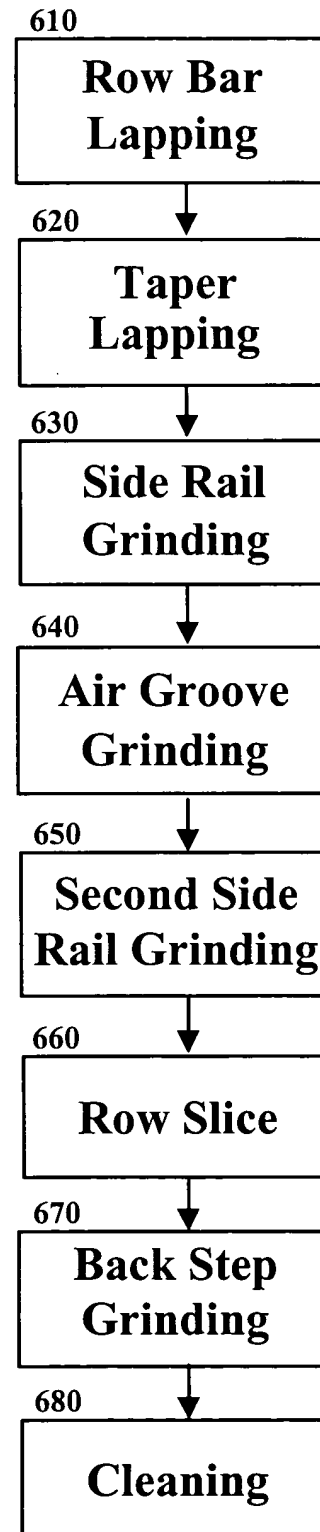 610
Row Bar
Lapping
620
Taper
Lapping
630
Side Rail
Grinding
640
Air Groove
Grinding
650
Second Side
Rail Grinding
660
Row Slice
670
Back Step
Grinding
680
Cleaning